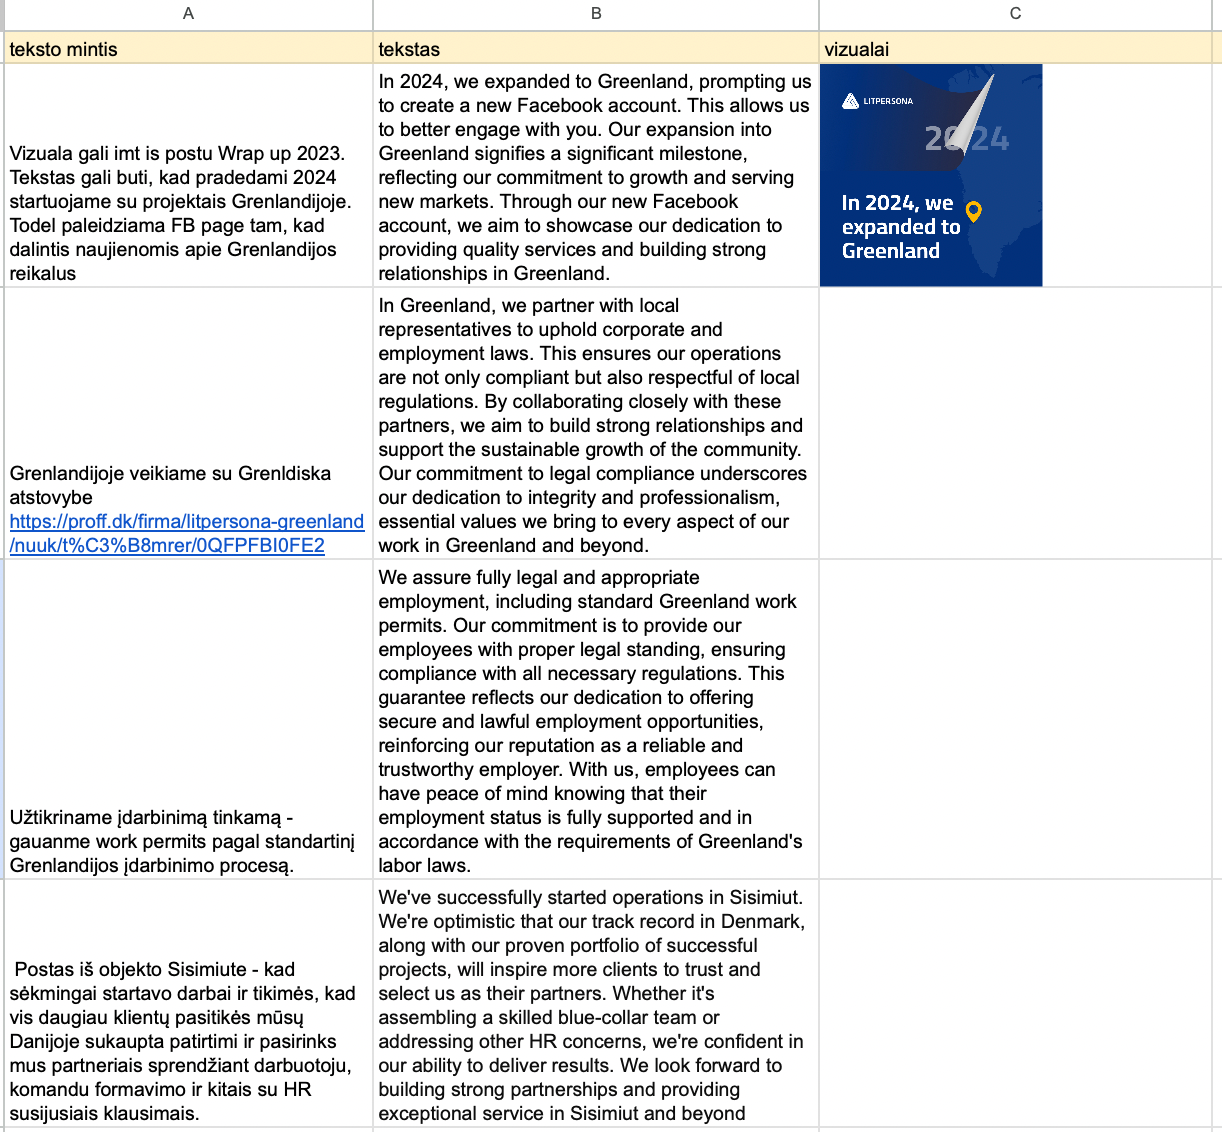 A
B
C
teksto mintis
tekstas
vizualai
Vizuala gali imt is postu Wrap up 2023.
Tekstas gali buti, kad pradedami 2024
startuojame su projektais Grenlandijoje.
Todel paleidziama FB page tam, kad
dalintis naujienomis apie Grenlandijos
reikalus
In 2024, we expanded to Greenland, prompting us
to create a new Facebook account. This allows us
to better engage with you. Our expansion into
Greenland signifies a significant milestone,
reflecting our commitment to growth and serving
new markets. Through our new Facebook
account, we aim to showcase our dedication to
providing quality services and building strong
relationships in Greenland.
LITPERSONA
2024
In 2024, we
expanded to
Greenland
Grenlandijoje veikiame su Grenldiska
atstovybe
https://proff.dk/firma/litpersona-greenland
/nuuk/t%C3%B8mrer/0QFPFBI0FE2
In Greenland, we partner with local
representatives to uphold corporate and
employment laws. This ensures our operations
are not only compliant but also respectful of local
regulations. By collaborating closely with these
partners, we aim to build strong relationships and
support the sustainable growth of the community.
Our commitment to legal compliance underscores
our dedication to integrity and professionalism,
essential values we bring to every aspect of our
work in Greenland and beyond.
Užtikriname įdarbinimą tinkamą -
gauanme work permits pagal standartinį
Grenlandijos įdarbinimo procesą.
We assure fully legal and appropriate
employment, including standard Greenland work
permits. Our commitment is to provide our
employees with proper legal standing, ensuring
compliance with all necessary regulations. This
guarantee reflects our dedication to offering
secure and lawful employment opportunities,
reinforcing our reputation as a reliable and
trustworthy employer. With us, employees can
have peace of mind knowing that their
employment status is fully supported and in
accordance with the requirements of Greenland's
labor laws.
Postas iš objekto Sisimiute - kad
sėkmingai startavo darbai ir tikimės, kad
vis daugiau klientų pasitikės mūsų
Danijoje sukaupta patirtimi ir pasirinks
mus partneriais sprendžiant darbuotoju,
komandu formavimo ir kitais su HR
susijusiais klausimais.
We've successfully started operations in Sisimiut.
We're optimistic that our track record in Denmark,
along with our proven portfolio of successful
projects, will inspire more clients to trust and
select us as their partners. Whether it's
assembling a skilled blue-collar team or
addressing other HR concerns, we're confident in
our ability to deliver results. We look forward to
building strong partnerships and providing
exceptional service in Sisimiut and beyond